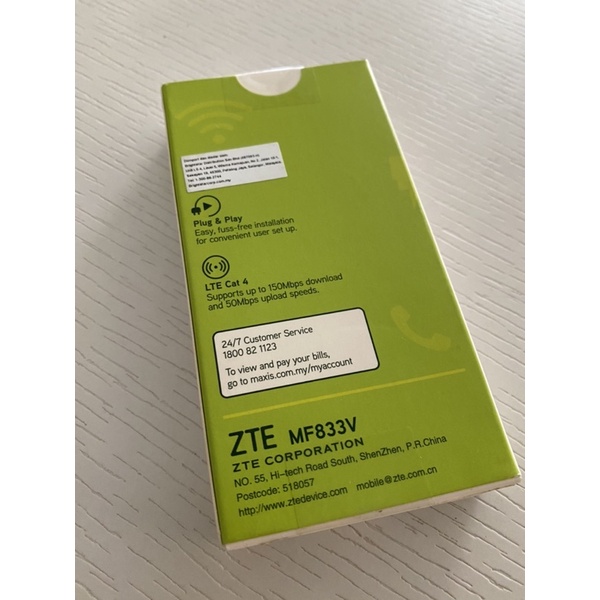 Plug & Play
Easy, fuss-free installation
for convenient user set up.
LTE Cat 4
Supports up to 150Mbps download
and 50Mbps upload speeds.
24/7 Customer Service
1800 82 1123
To view and pay your bills,
go to maxis.com.my/myaccount
ZTE MF833V
ZTE CORPORATION
NO. 55, Hi-tech Road South, ShenZhen, P.R.China
Postcode: 518057
http://www.ztedevice.com mobile@zte.com.cn